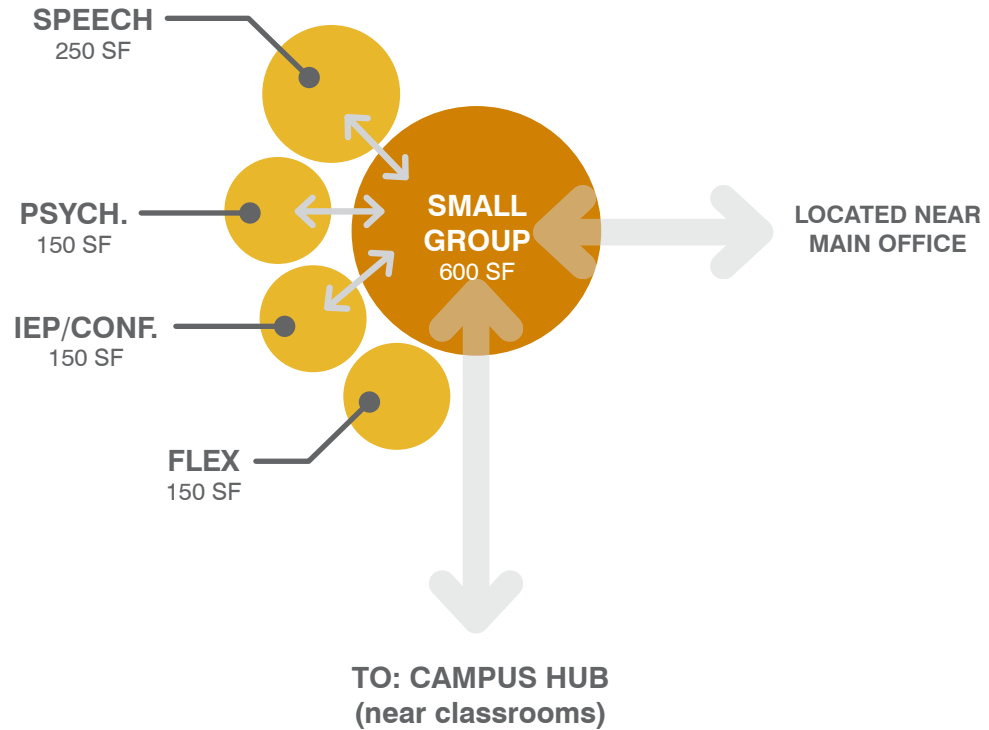 SPEECH
250 SF
PSYCH.
150 SF
IEP/CONF.
150 SF
FLEX
150 SF
SMALL
GROUP
600 SF
LOCATED NEAR
MAIN OFFICE
TO: CAMPUS HUB
(near classrooms)